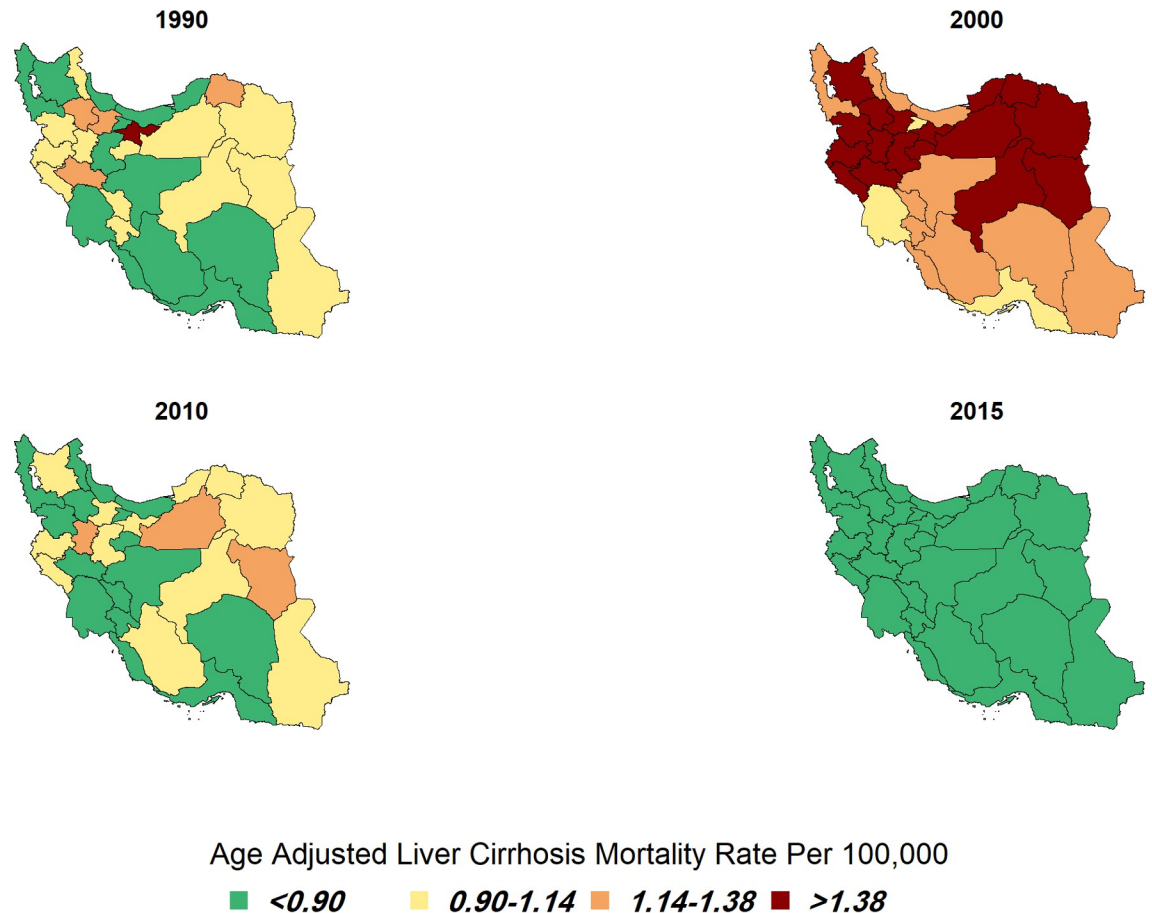 1990
2000
2010
2015
Age Adjusted Liver Cirrhosis Mortality Rate Per 100,000
<0.90 0.90-1.14 1.14-1.38 >1.38